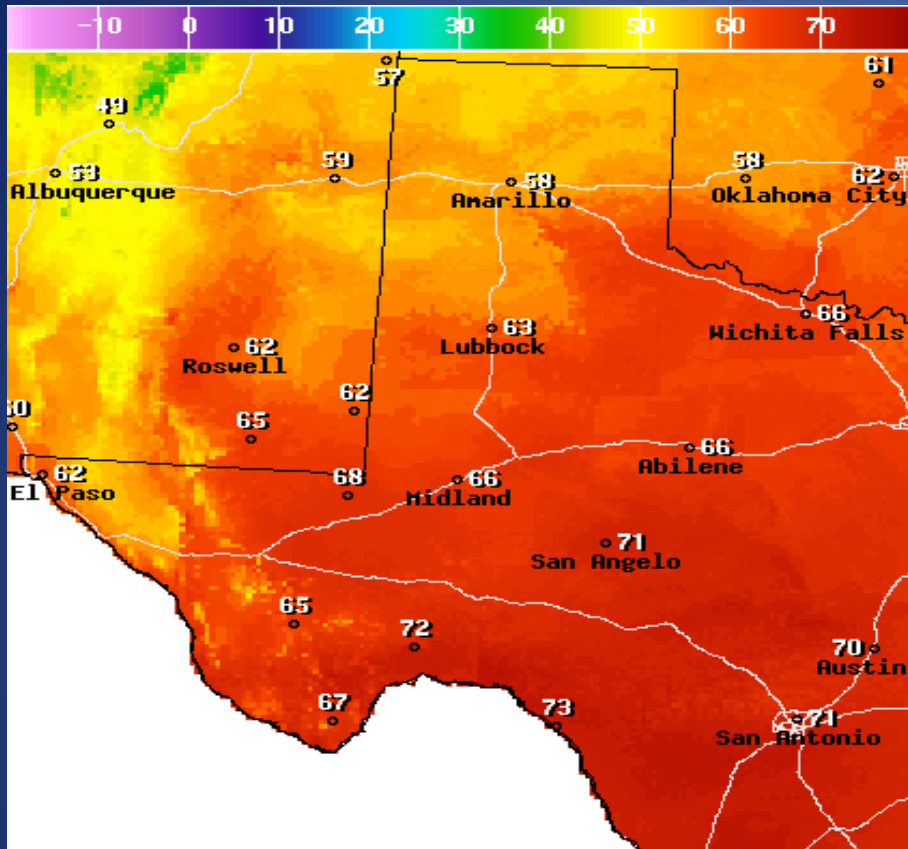 -10 0 10 20 30 40 50 60 70
57
61
49
53
Albuquerque
59
58
Amarillo
58
62
Oklahoma City
66
Wichita Falls
63
Lubbock
62
Roswell
62
60
65
62
El Paso
68
66
Midland
66
Abilene
71
San Angelo
65
72
70
Austin
67
73
71
San Antonio